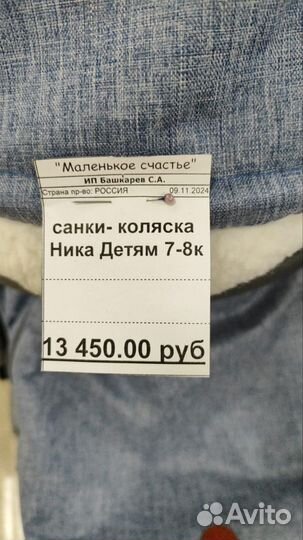 "Маленькое счастье"
ИП Башкарев С.А.
Страна пр-во: РОССИЯ 09.11.2024
санки- коляска
Ника Детям 7-8к
13 450.00 руб
Avito